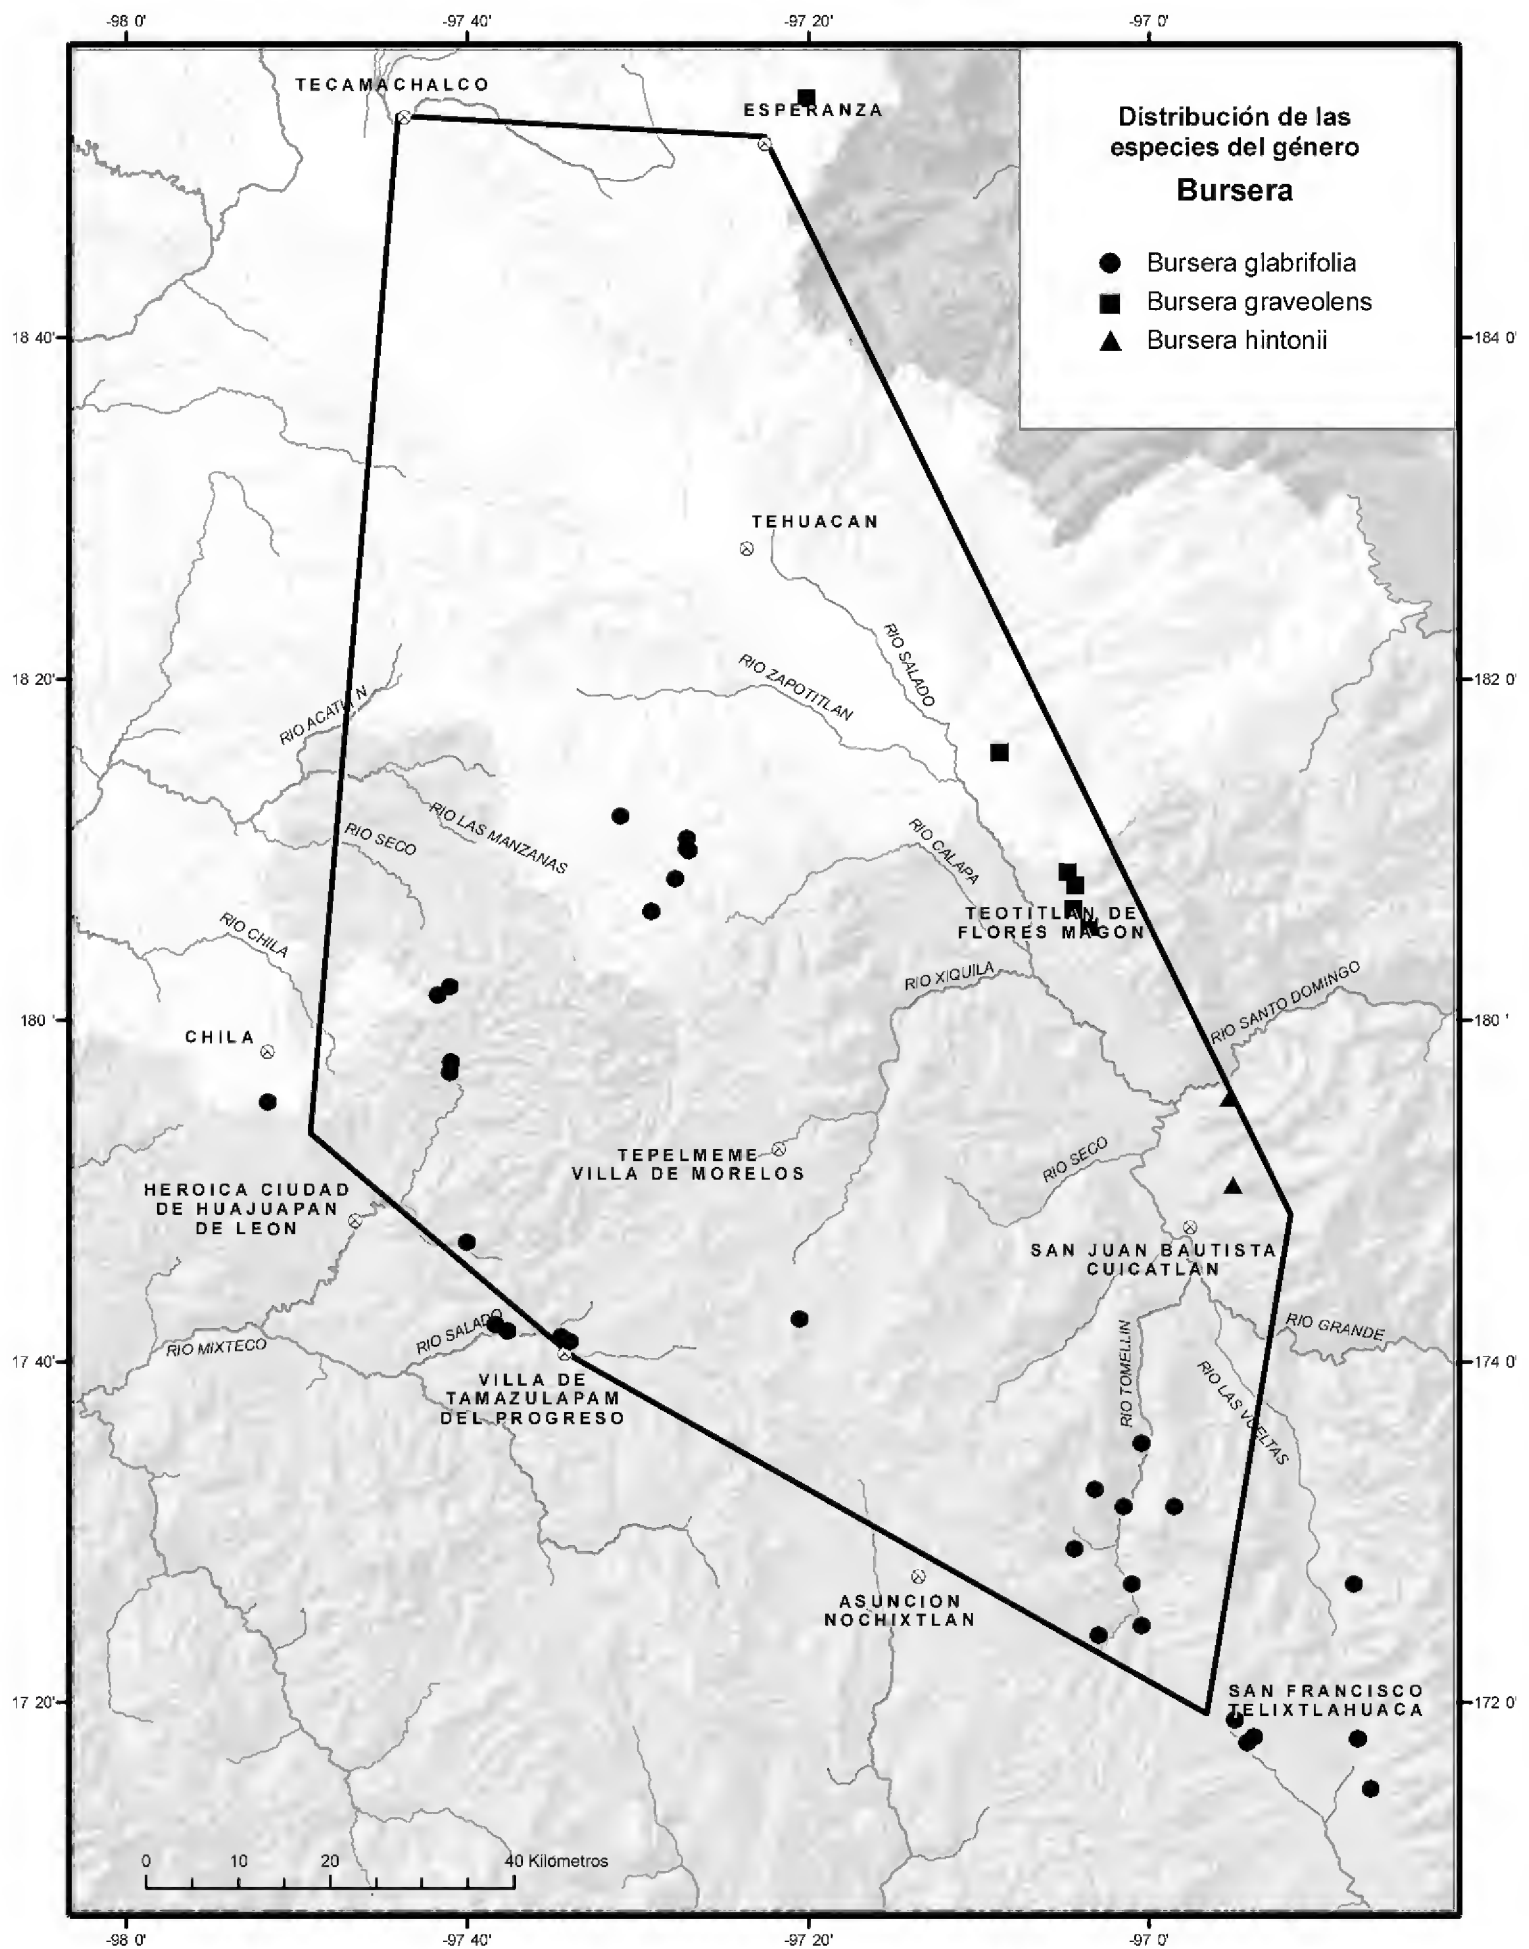 -98 0'
-97 40'
-97 20'
-97 0'
TECAMACHALCO
ESPERANZA
Distribución de las
especies del género
Bursera
Bursera glabrifolia
Bursera graveolens
Bursera hintonii
18 40'
184 0'
TEHUACAN
RIO SALADO
18 20'
182 0'
RIO ZAPOTITLAN
RIO ACATL N
RIO LAS MANZANAS
RIO SECO
RIO CALAPA
TEOTITLAN DE
FLORES MAGON
RIO CHILA
RIO XIQUILA
RIO SANTO DOMINGO
180 '
180 '
CHILA
TEPELMEME
VILLA DE MORELOS
RIO SECO
HEROICA CIUDAD
DE HUAJUAPAN
DE LEON
SAN JUAN BAUTISTA
CUICATLAN
RIO SALADO
RIO MIXTECO
RIO GRANDE
RIO TOMELLIN
RIO LAS VUELTAS
17 40'
174 0'
VILLA DE
TAMAZULAPAM
DEL PROGRESO
ASUNCION
NOCHIXTLAN
17 20'
172 0'
SAN FRANCISCO
TELIXTLAHUACA
0 10 20 40 Kilómetros
-98 0'
-97 40'
-97 20'
-97 0'